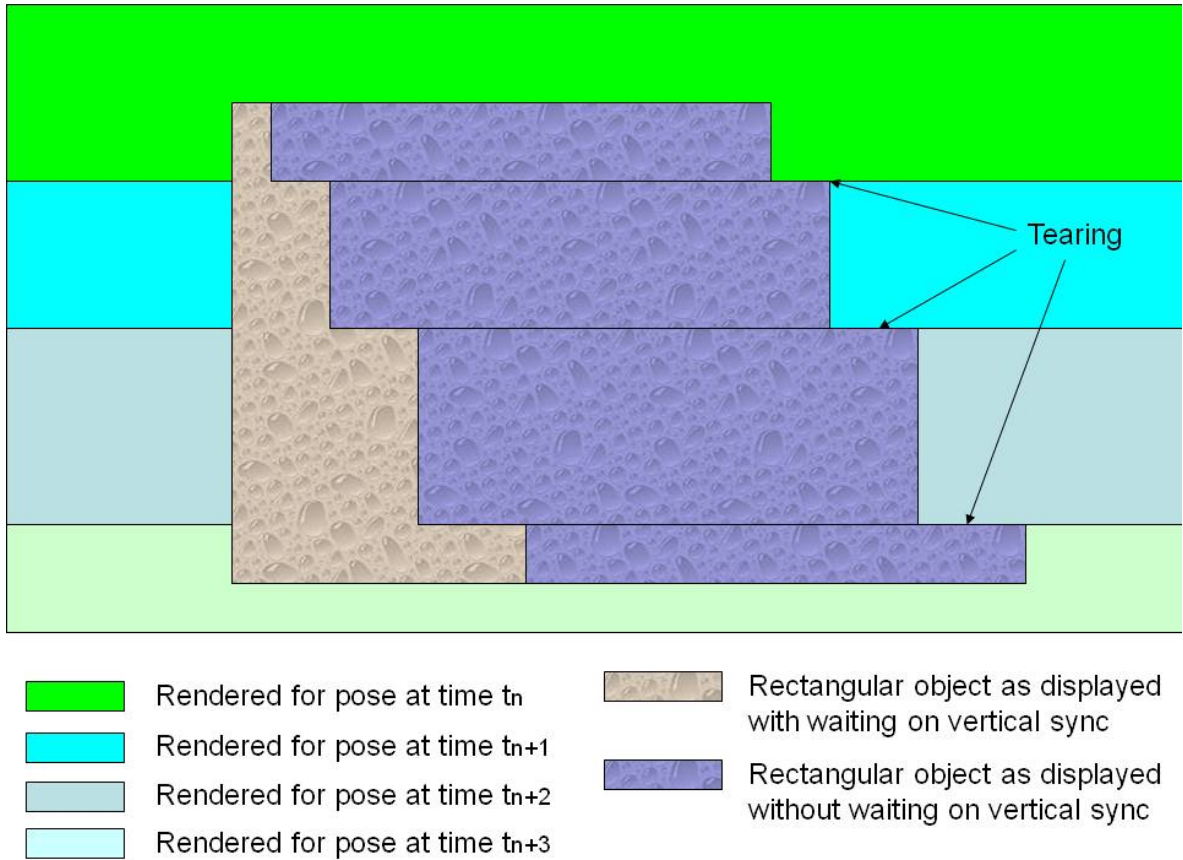 Tearing
Rendered for pose at time tn
Rendered for pose at time tn+1
Rendered for pose at time tn+2
Rendered for pose at time tn+3
Rectangular object as displayed
with waiting on vertical sync
Rectangular object as displayed
without waiting on vertical sync